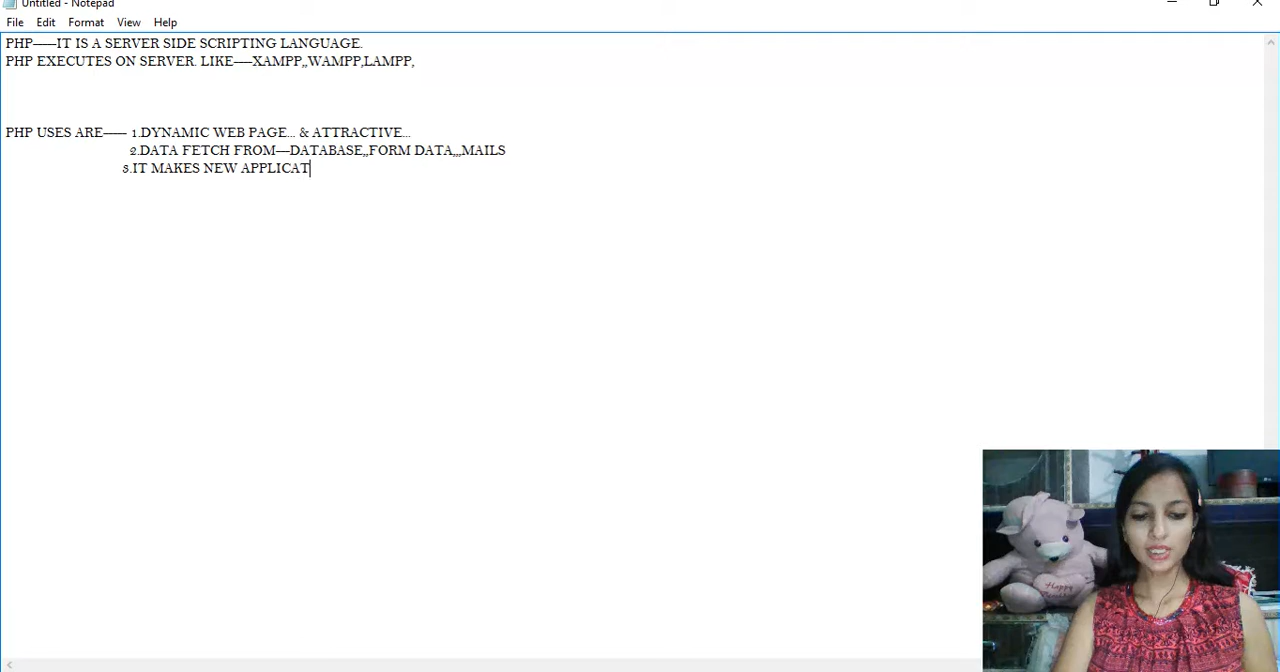 Untitled - Notepad
File Edit Format View Help
PHP-----IT IS A SERVER SIDE SCRIPTING LANGUAGE.
PHP EXECUTES ON SERVER. LIKE----XAMPP,,WAMPP,LAMPP,
PHP USES ARE----- 1.DYNAMIC WEB PAGE... & ATTRACTIVE...
2.DATA FETCH FROM---DATABASE,,FORM DATA,,,MAILS
3.IT MAKES NEW APPLICAT
Happy